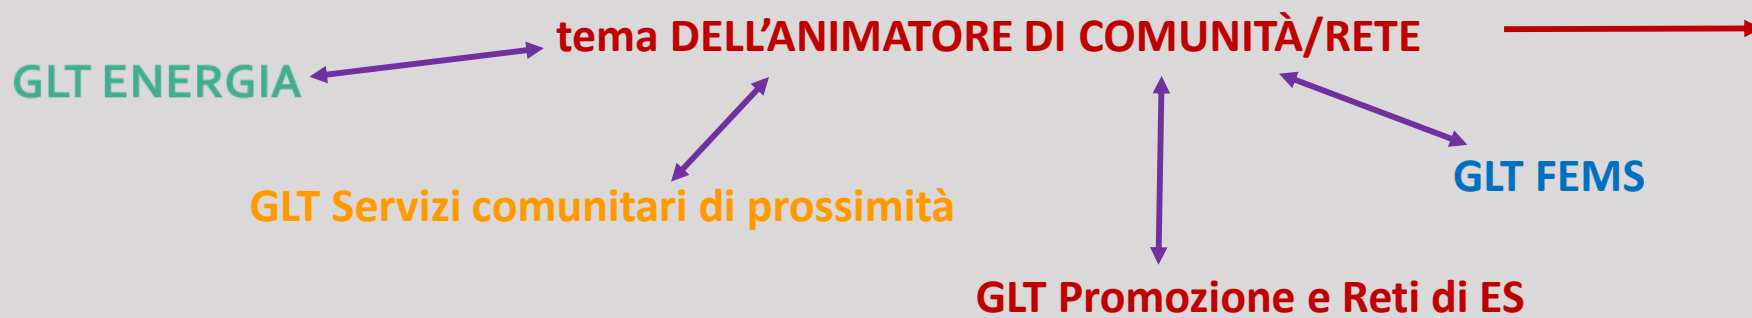 tema DELL'ANIMATORE DI COMUNITÀ/RETE
GLT ENERGIA
GLT FEMS
GLT Servizi comunitari di prossimità
GLT Promozione e Reti di ES